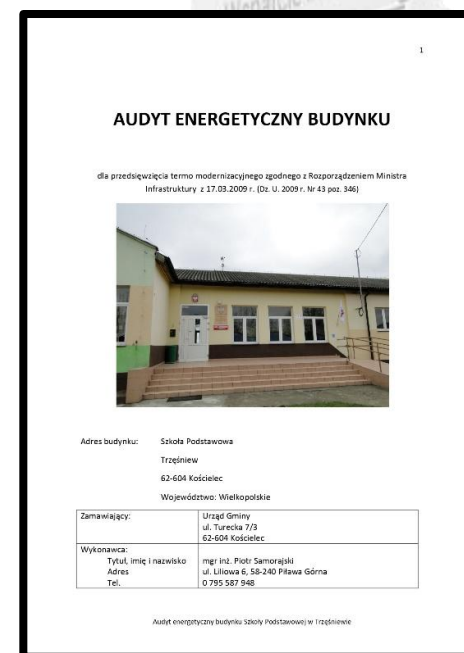 1
AUDYT ENERGETYCZNY BUDYNKU
dla przedsięwzięcia termo modernizacyjnego zgodnego z Rozporządzeniem Ministra
Infrastruktury z 17.03.2009 r. (Dz. U. 2009 r. Nr 43 poz. 346)
Adres budynku: Szkoła Podstawowa
Trzęśniew
62-604 Kościelec
Województwo: Wielkopolskie
Zamawiający: Urząd Gminy
ul. Turecka 7/3
62-604 Kościelec
Wykonawca:
Tytuł, imię i nazwisko mgr inż. Piotr Samorajski
Adres ul. Liliowa 6, 58-240 Piława Górna
Tel. 0 795 587 948
Audyt energetyczny budynku Szkoły Podstawowej w Trzęśniewie